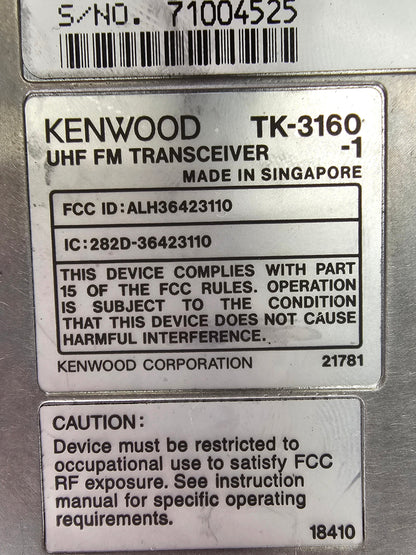 S/NO. 71004525
KENWOOD TK-3160
UHF FM TRANSCEIVER -1
MADE IN SINGAPORE
FCC ID:ALH36423110
IC:282D-36423110
THIS DEVICE COMPLIES WITH PART
15 OF THE FCC RULES. OPERATION
IS SUBJECT TO THE CONDITION
THAT THIS DEVICE DOES NOT CAUSE
HARMFUL INTERFERENCE.
KENWOOD CORPORATION 21781
CAUTION:
Device must be restricted to
occupational use to satisfy FCC
RF exposure. See instruction
manual for specific operating
requirements.
18410